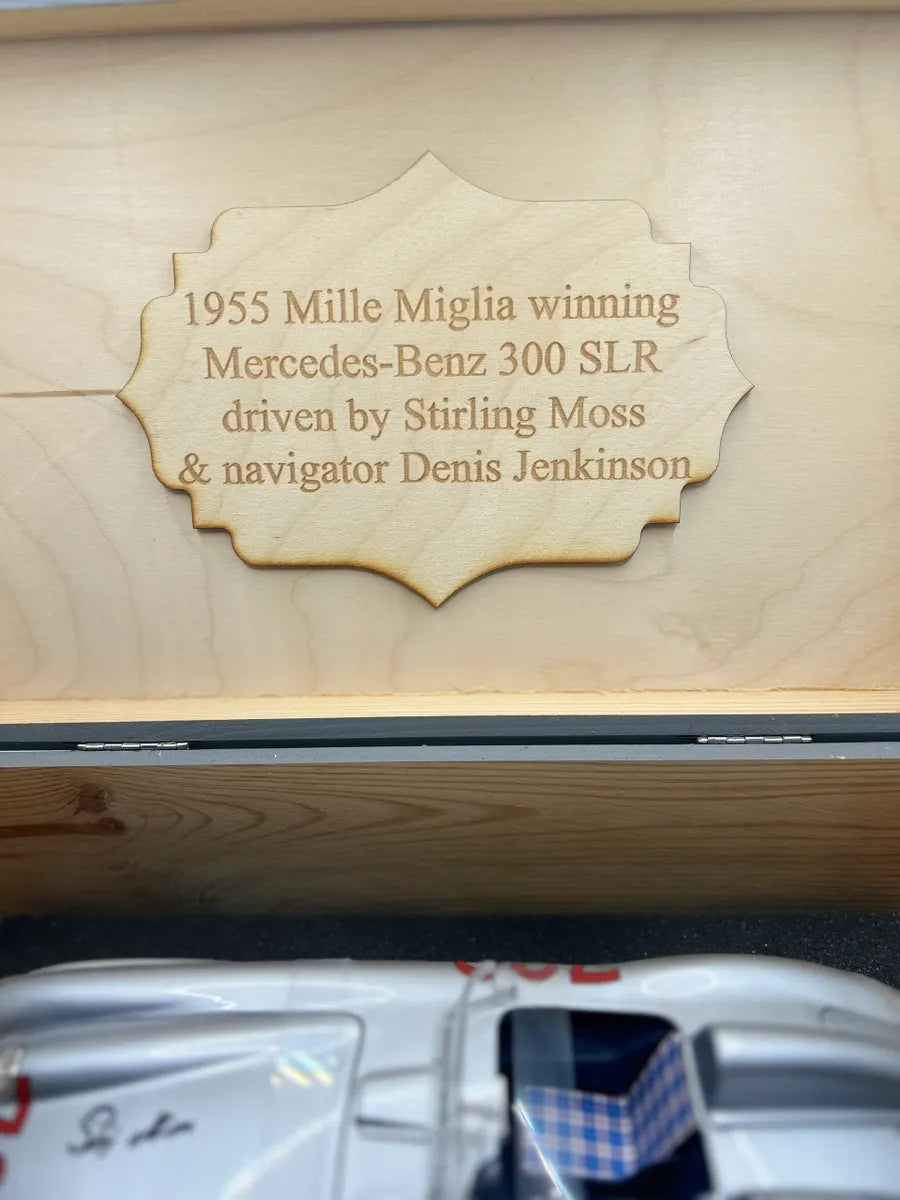 1955 Mille Miglia winning
Mercedes-Benz 300 SLR
driven by Stirling Moss
& navigator Denis Jenkinson